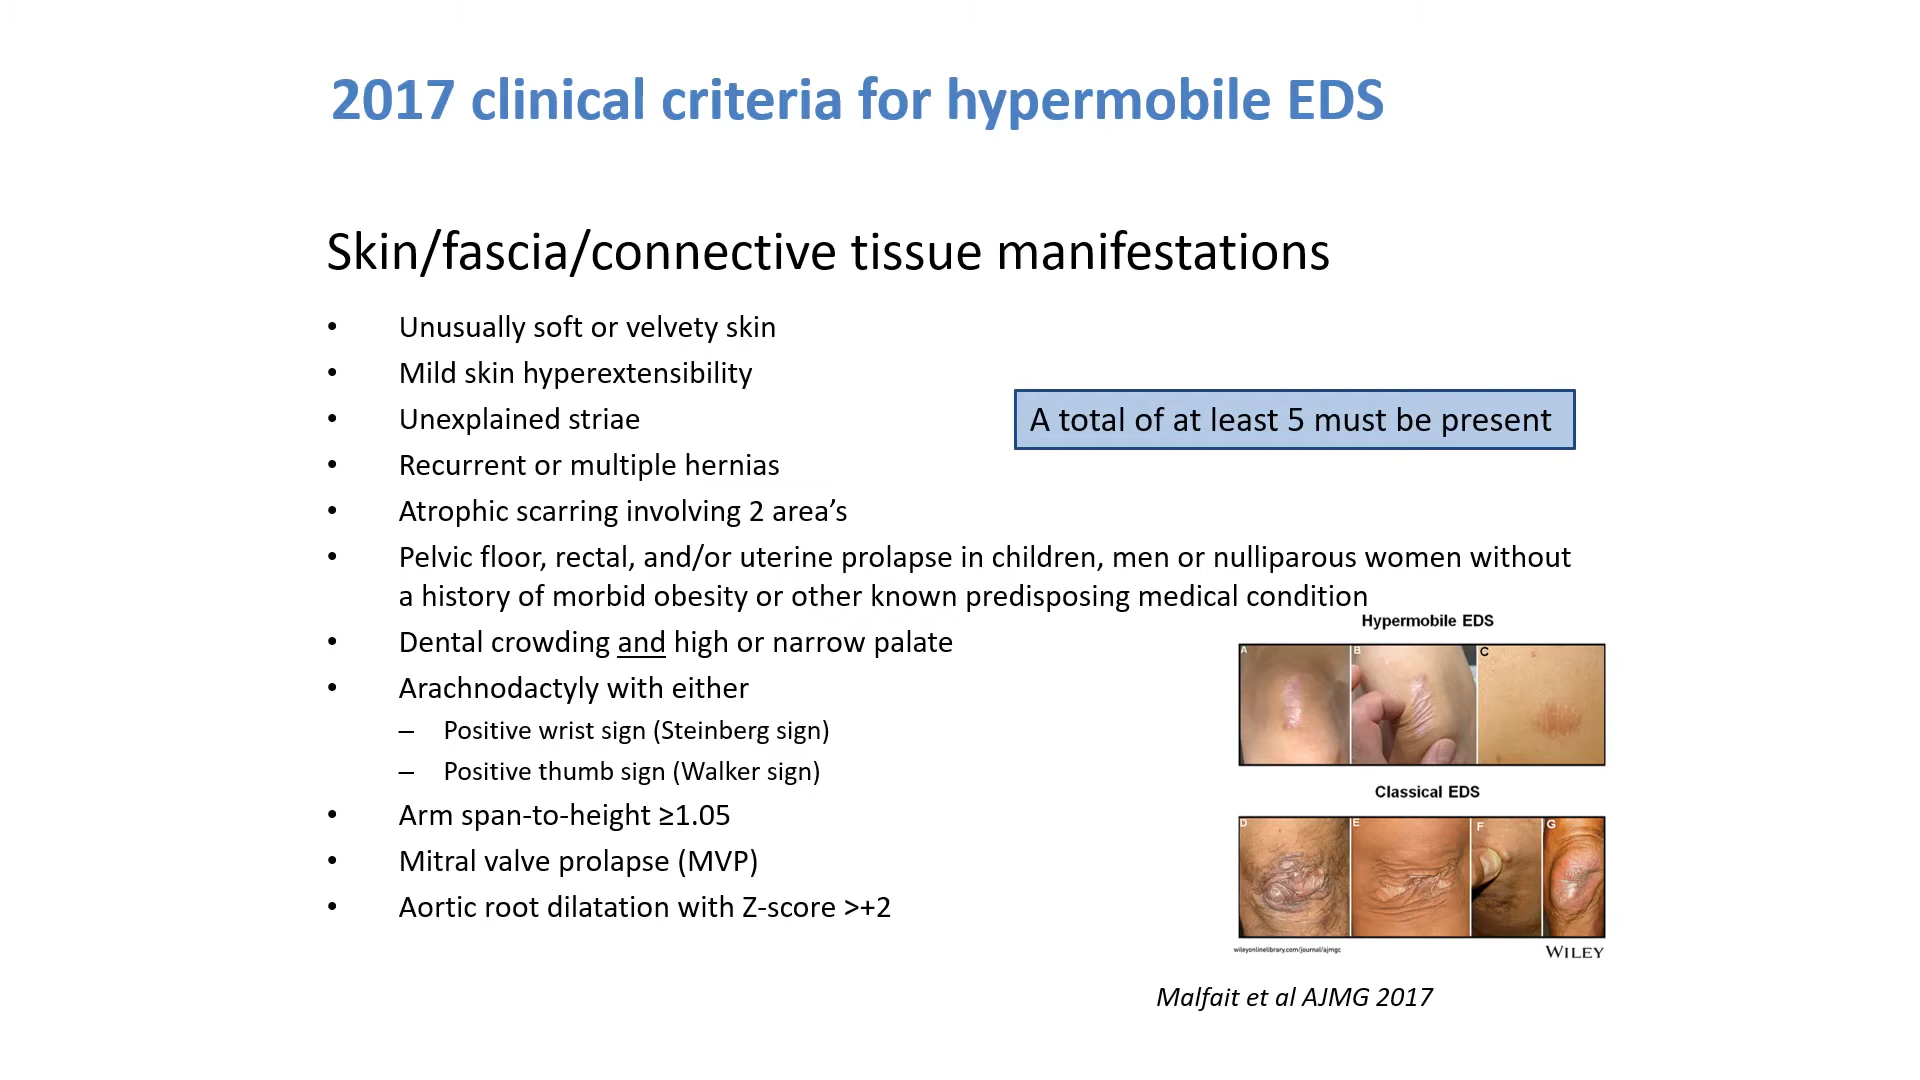 2017 clinical criteria for hypermobile EDS
Skin/fascia/connective tissue manifestations
• Unusually soft or velvety skin
• Mild skin hyperextensibility
• Unexplained striae
• Recurrent or multiple hernias
• Atrophic scarring involving 2 area’s
• Pelvic floor, rectal, and/or uterine prolapse in children, men or nulliparous women without
a history of morbid obesity or other known predisposing medical condition
• Dental crowding and high or narrow palate
• Arachnodactyly with either
– Positive wrist sign (Steinberg sign)
– Positive thumb sign (Walker sign)
• Arm span-to-height ≥1.05
• Mitral valve prolapse (MVP)
• Aortic root dilatation with Z-score >+2
A total of at least 5 must be present
Hypermobile EDS
A B C
Classical EDS
D E F G
wileyonlinelibrary.com/journal/ajmgc
WILEY
Malfait et al AJMG 2017